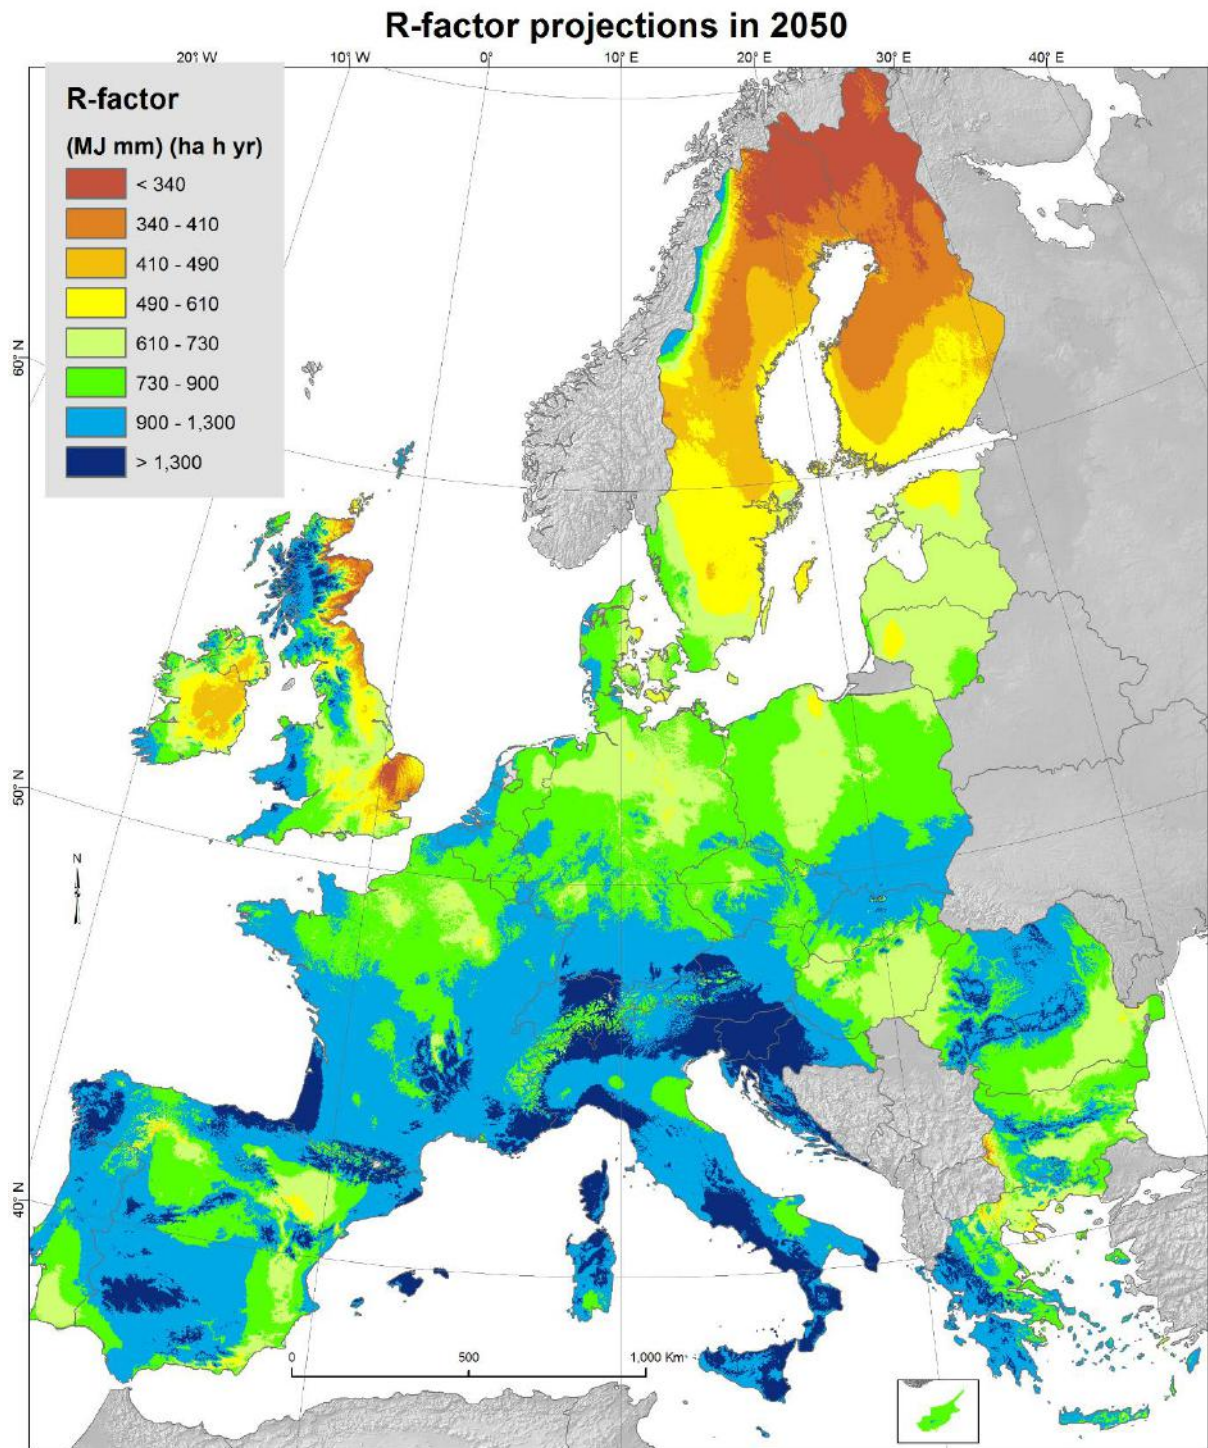 R-factor projections in 2050
20° W
10° W
0°
10° E
20° E
30° E
40° E
R-factor
(MJ mm) (ha h yr)
< 340
340 - 410
410 - 490
490 - 610
610 - 730
730 - 900
900 - 1,300
> 1,300
60° N
50° N
N
40° N
0
500
1,000 Km